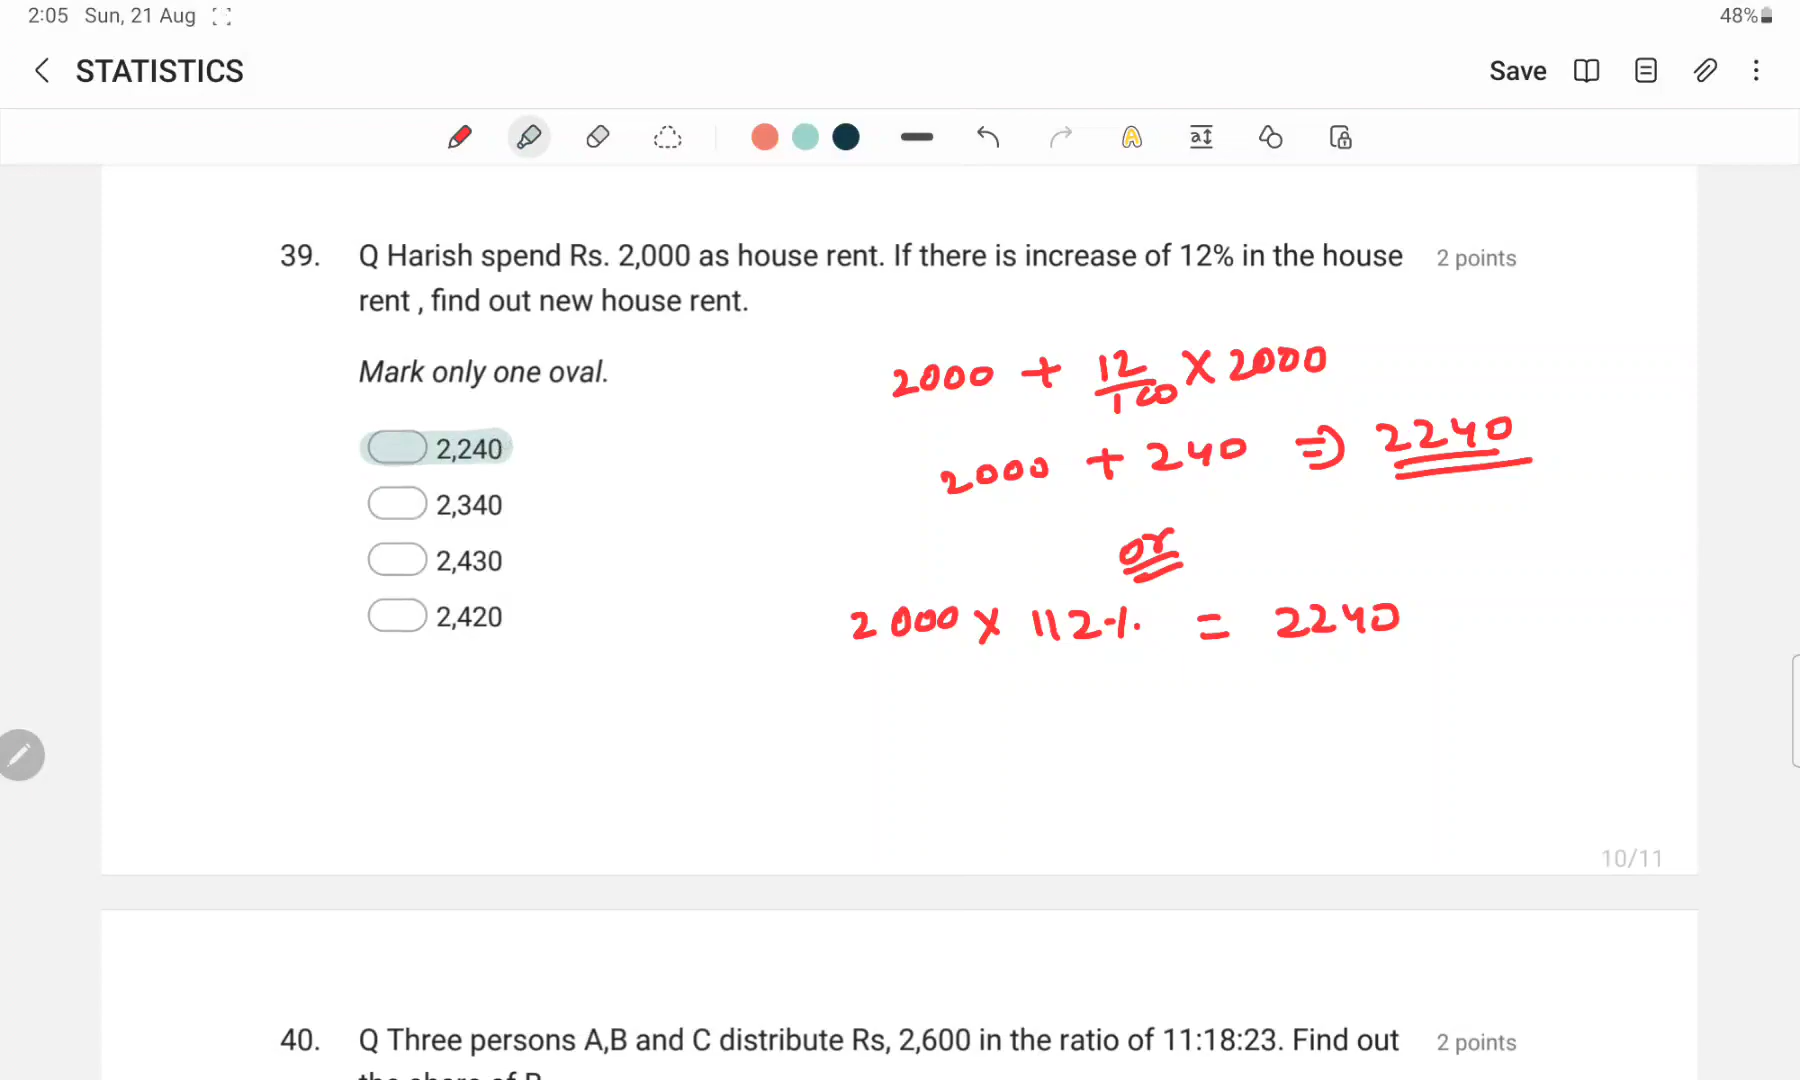 2:05 Sun, 21 Aug 48%
STATISTICS Save
39. Q Harish spend Rs. 2,000 as house rent. If there is increase of 12% in the house 2 points
rent , find out new house rent.
Mark only one oval.
2000 + 12/100 × 2000
2,240
2000 + 240 ⇒ 2240
2,340
or
2,430
2,420
2000 × 112% = 2240
10/11
40. Q Three persons A,B and C distribute Rs, 2,600 in the ratio of 11:18:23. Find out 2 points
the share of B